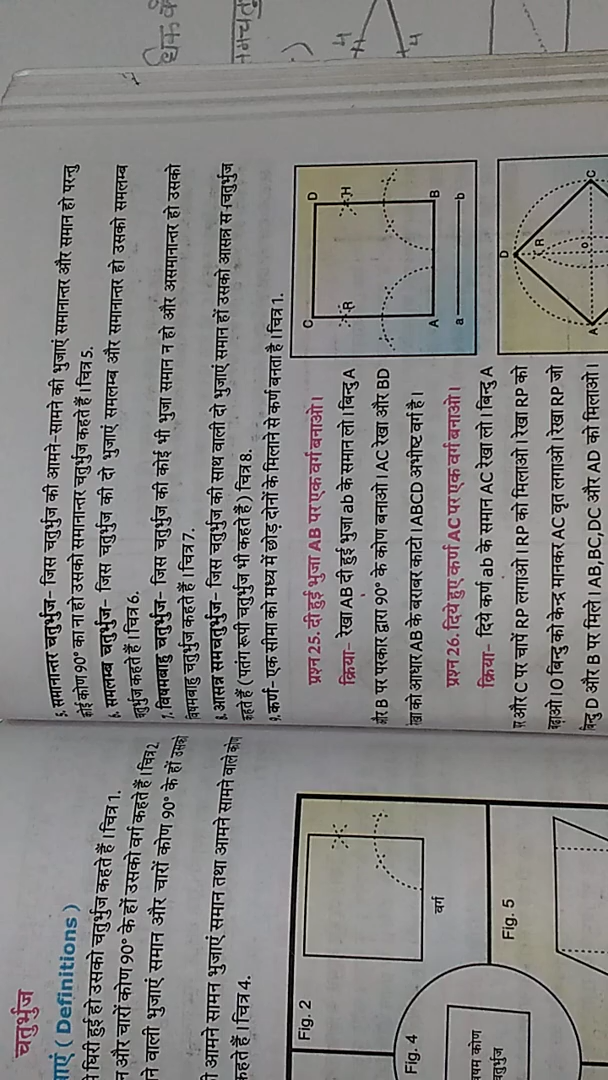 चतुर्भुज
ाएं ( Definitions )
े घिरी हुई हो उसको चतुर्भुज कहते हैं । चित्र 1.
न और चारों कोण 90° के हों उसको वर्ग कहते हैं । चित्र 2
ने वाली भुजाएं समान और चारों कोण 90° के हों उसको
ी आमने सामन भुजाएं समान तथा आमने सामने वाले कोण
कहते हैं । चित्र 4.
Fig. 2
वर्ग
Fig. 4
षम कोण
चतुर्भुज
Fig. 5
5. समानान्तर चतुर्भुज– जिस चतुर्भुज की आमने-सामने की भुजाएं समानान्तर और समान हो परन्तु
कोई कोण 90° का ना हो उसको समानान्तर चतुर्भुज कहते हैं । चित्र 5.
6. समलम्ब चतुर्भुज– जिस चतुर्भुज की दो भुजाएं समलम्ब और समानान्तर हो उसको समलम्ब
चतुर्भुज कहते हैं । चित्र 6.
7. विषमबाहु चतुर्भुज– जिस चतुर्भुज की कोई भी भुजा समान न हो और असमानान्तर हो उसको
विषमबाहु चतुर्भुज कहते हैं । चित्र 7.
8. आसन्न सम चतुर्भुज– जिस चतुर्भुज की साथ वाली दो भुजाएं समान हों उसको आसन्न स चतुर्भुज
कहते हैं ( पतंग रूपी चतुर्भुज भी कहते हैं ) चित्र 8.
9. कर्ण– एक सीमा को मध्य में छोड़ दोनों के मिलाने से कर्ण बनता है । चित्र 1.
प्रश्न 25. दी हुई भुजा AB पर एक वर्ग बनाओ ।
क्रिया– रेखा AB दी हुई भुजा ab के समान लो । बिन्दु A
और B पर परकार द्वारा 90° के कोण बनाओ । AC रेखा और BD
रेखा को आधार AB के बराबर काटो । ABCD अभीष्ट वर्ग है ।
C D
R H
A B
a b
प्रश्न 26. दिये हुए कर्ण AC पर एक वर्ग बनाओ ।
क्रिया– दिये कर्ण ab के समान AC रेखा लो । बिन्दु A
पर और C पर चापें RP लगाओ । RP को मिलाओ । रेखा RP को
बढ़ाओ । O बिन्दु को केन्द्र मानकर AC वृत लगाओ । रेखा RP जो
बिन्दु D और B पर मिले । AB, BC, DC और AD को मिलाओ ।
D
R
A o C